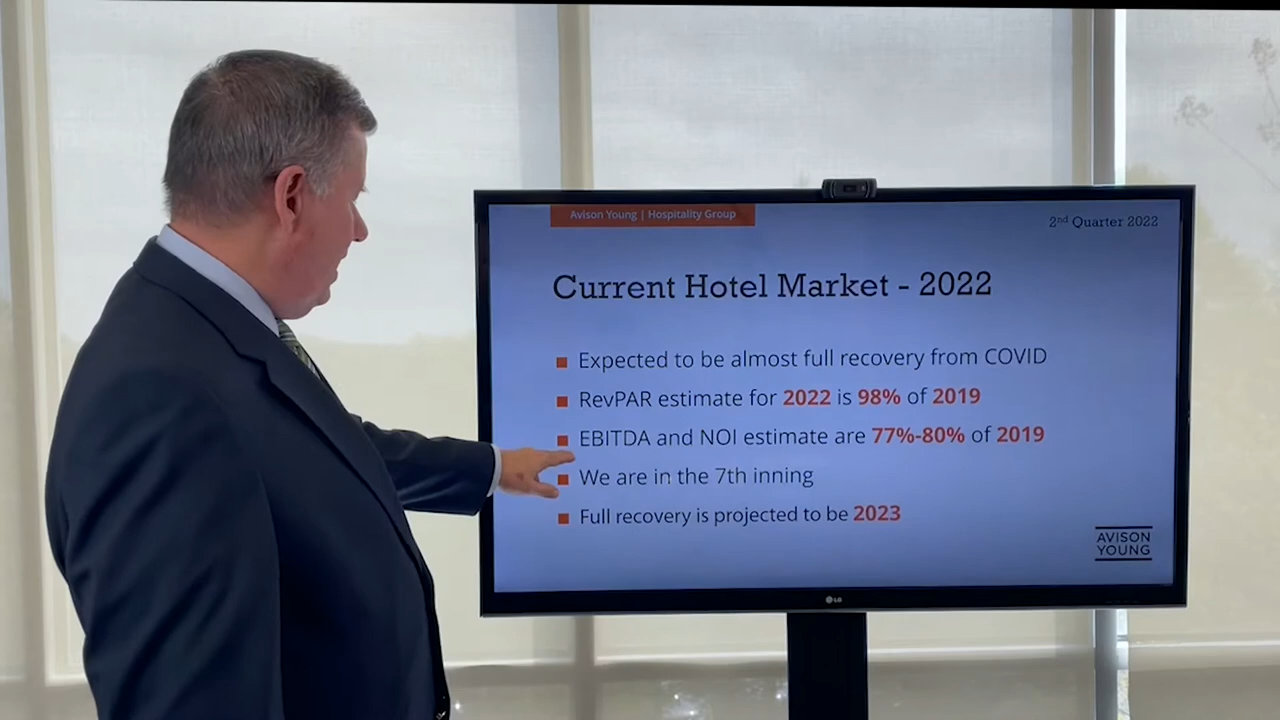 Avison Young | Hospitality Group
2nd Quarter 2022
Current Hotel Market - 2022
Expected to be almost full recovery from COVID
RevPAR estimate for 2022 is 98% of 2019
EBITDA and NOI estimate are 77%-80% of 2019
We are in the 7th inning
Full recovery is projected to be 2023
AVISON
YOUNG
LG